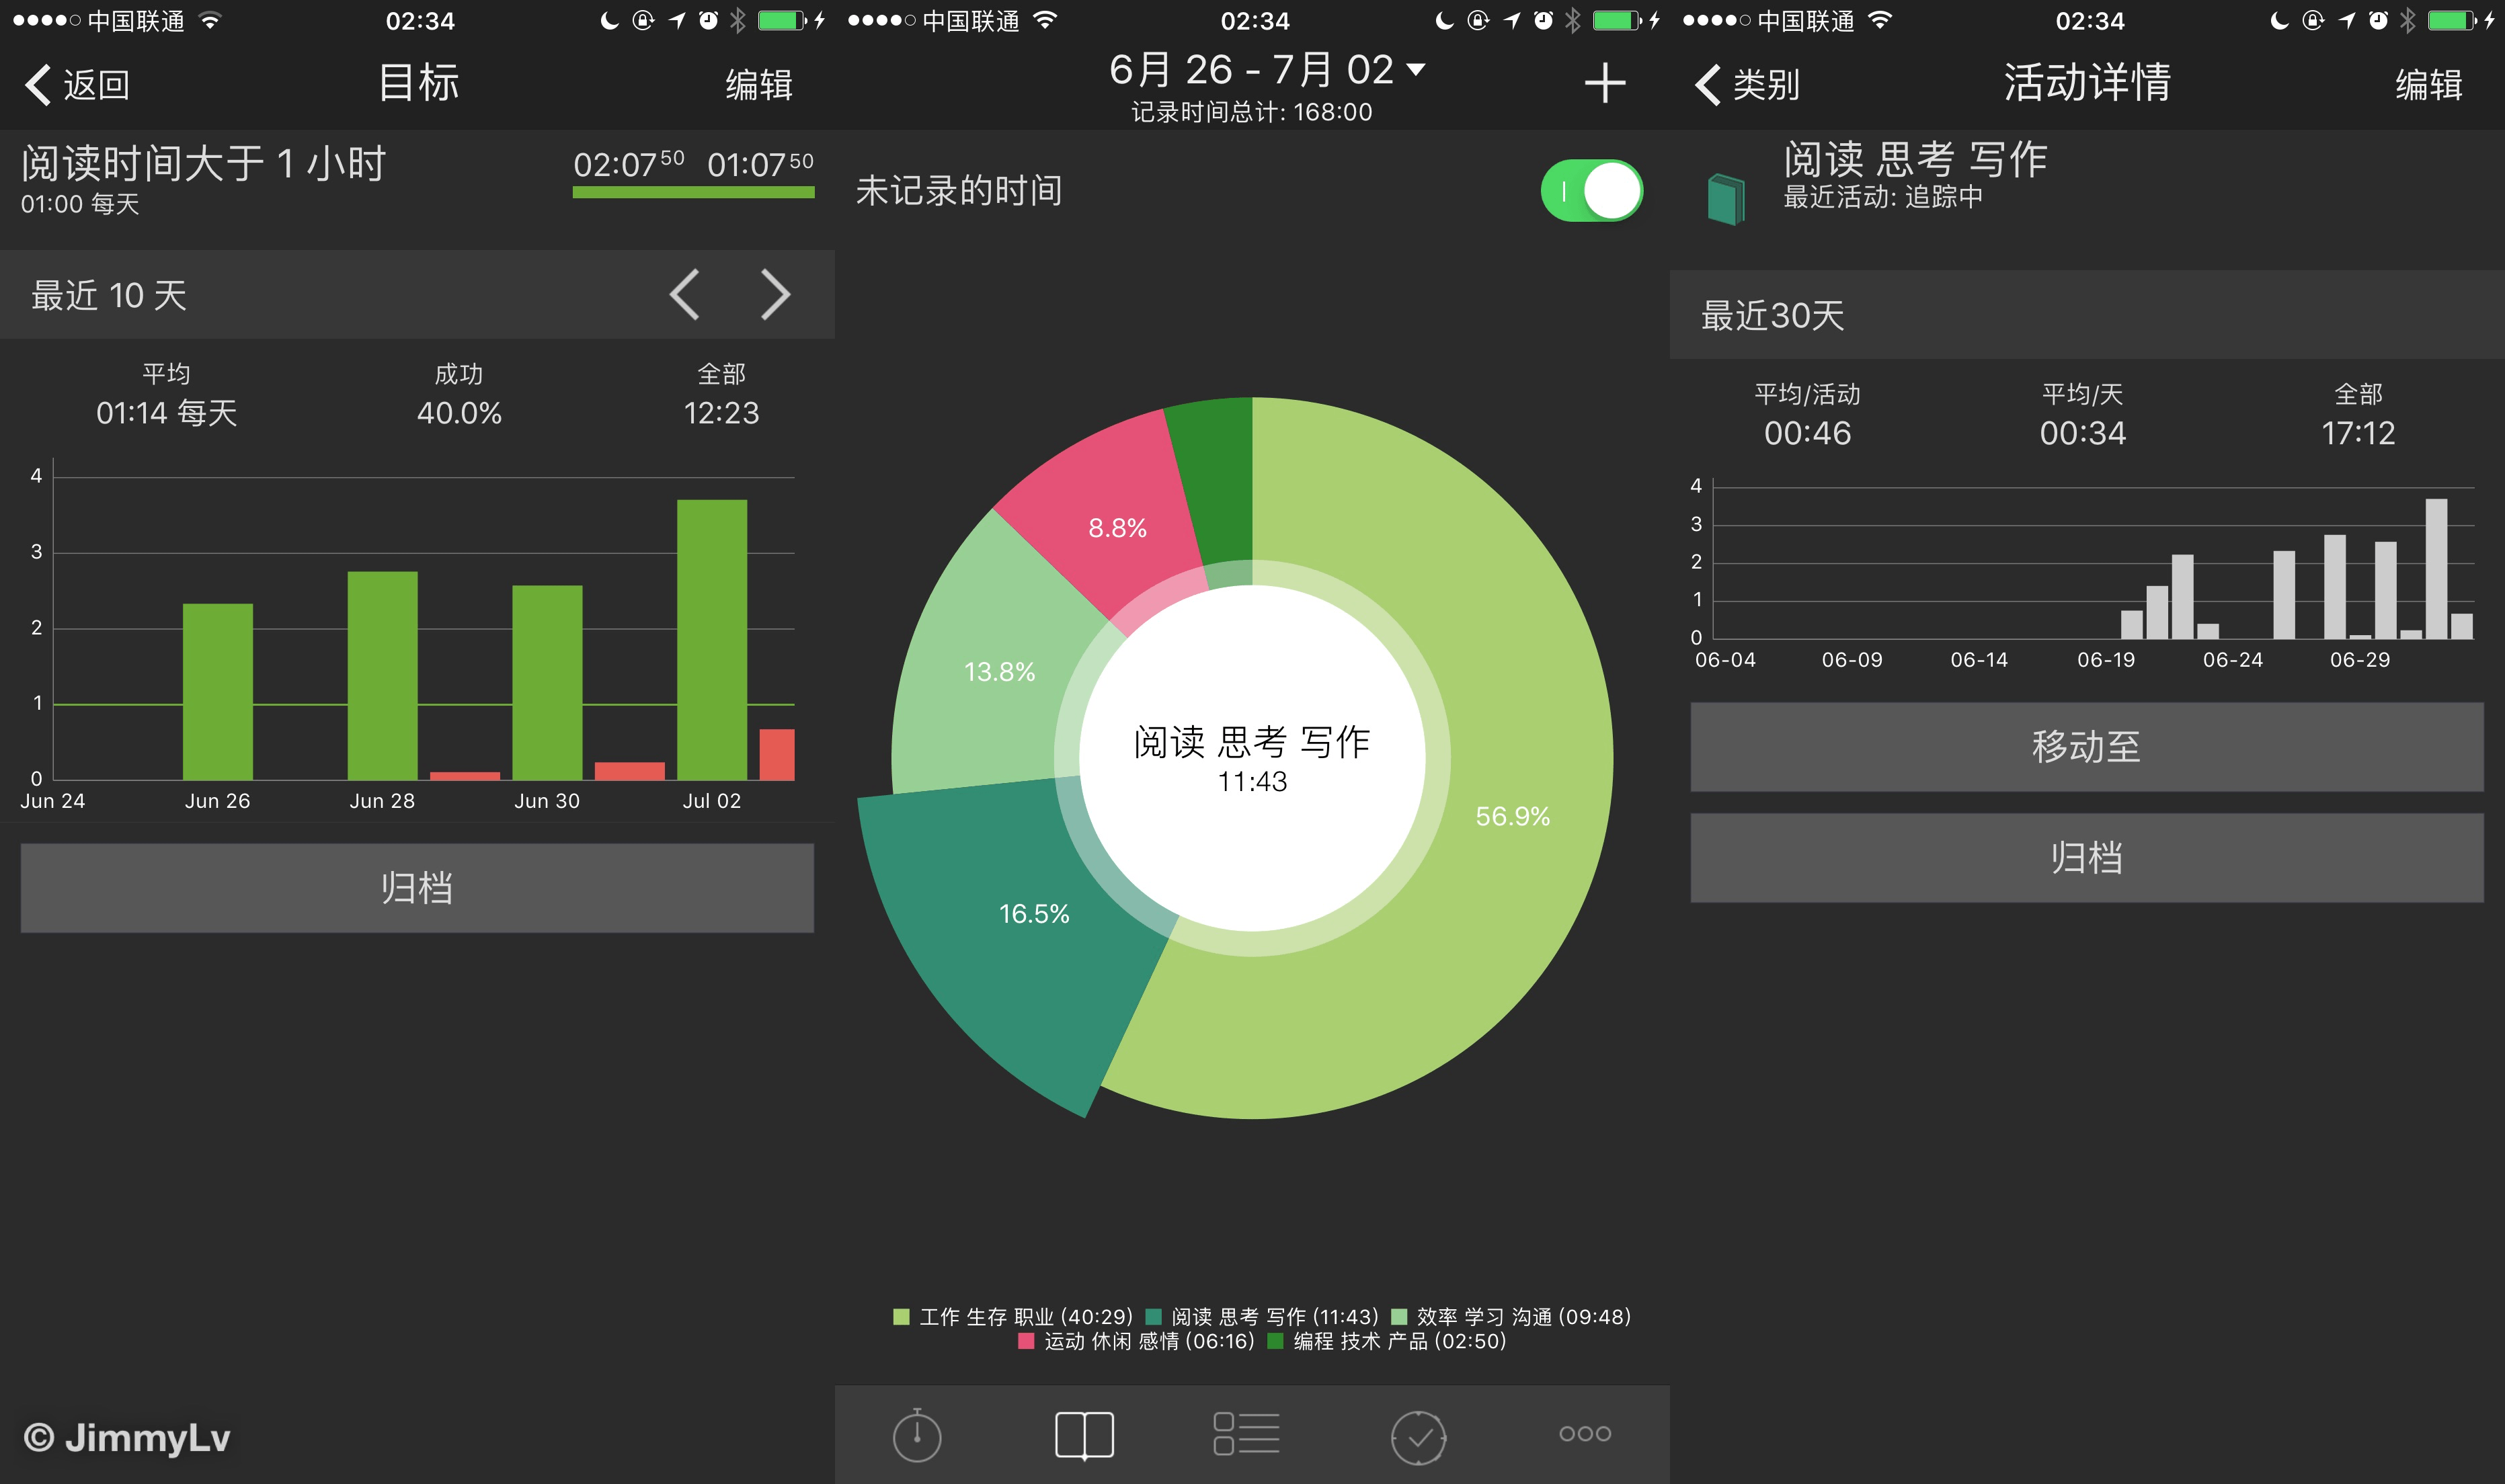 中国联通 02:34
返回 目标 编辑
阅读时间大于 1 小时
01:00 每天
02:07 50 01:07 50
最近 10 天
平均 成功 全部
01:14 每天 40.0% 12:23
4
3
2
1
0
Jun 24 Jun 26 Jun 28 Jun 30 Jul 02
归档
© JimmyLv
中国联通 02:34
6月 26 - 7月 02
记录时间总计: 168:00
未记录的时间
8.8%
13.8%
阅读 思考 写作
11:43
56.9%
16.5%
工作 生存 职业 (40:29) 阅读 思考 写作 (11:43) 效率 学习 沟通 (09:48)
运动 休闲 感情 (06:16) 编程 技术 产品 (02:50)
中国联通 02:34
类别 活动详情 编辑
阅读 思考 写作
最近活动: 追踪中
最近30天
平均/活动 平均/天 全部
00:46 00:34 17:12
4
3
2
1
0
06-04 06-09 06-14 06-19 06-24 06-29
移动至
归档